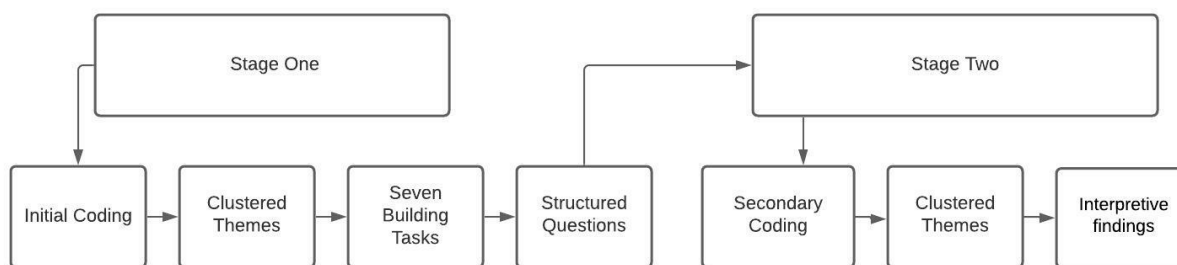 Stage One
Stage Two
Initial Coding
Clustered
Themes
Seven
Building
Tasks
Structured
Questions
Secondary
Coding
Clustered
Themes
Interpretive
findings